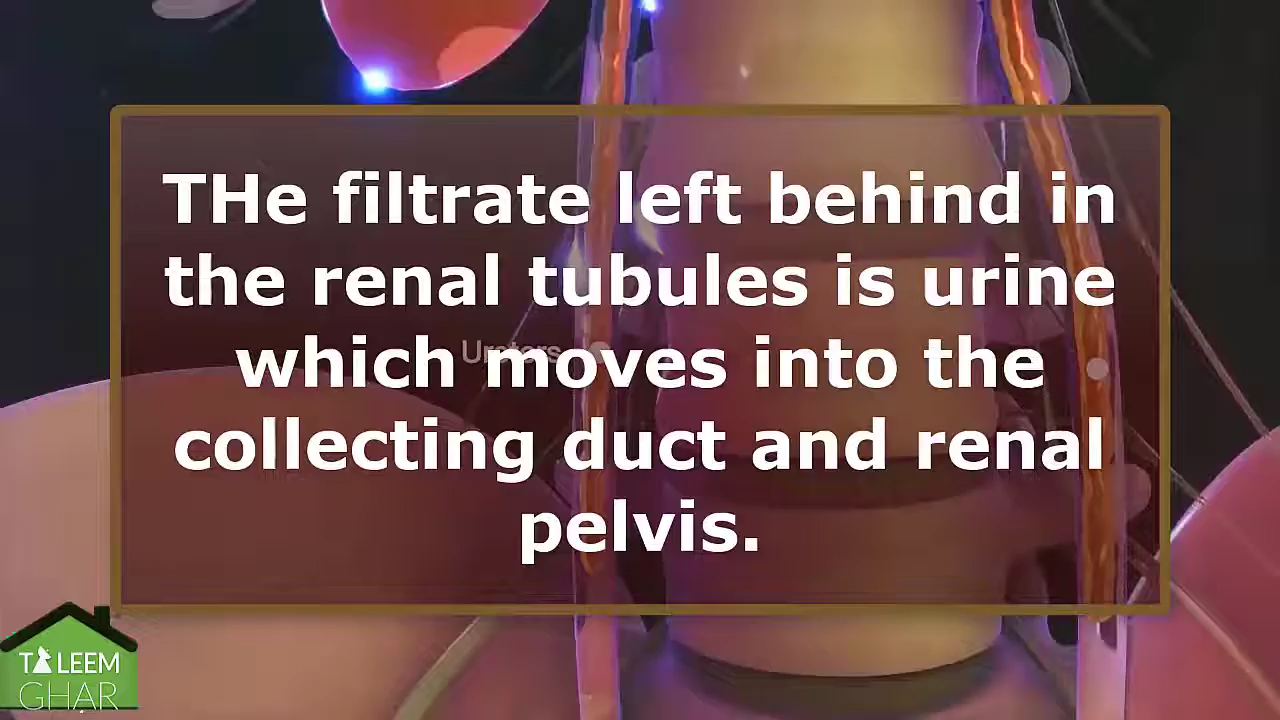 THe filtrate left behind in
the renal tubules is urine
which moves into the
collecting duct and renal
pelvis.
Ureters
TALEEM
GHAR